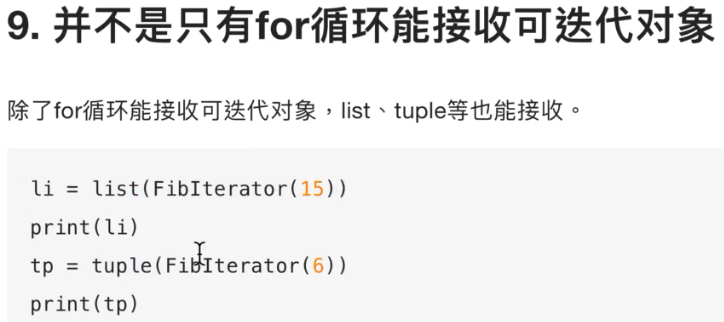 9. 并不是只有for循环能接收可迭代对象
除了for循环能接收可迭代对象，list、tuple等也能接收。
li = list(FibIterator(15))
print(li)
tp = tuple(FibIterator(6))
print(tp)